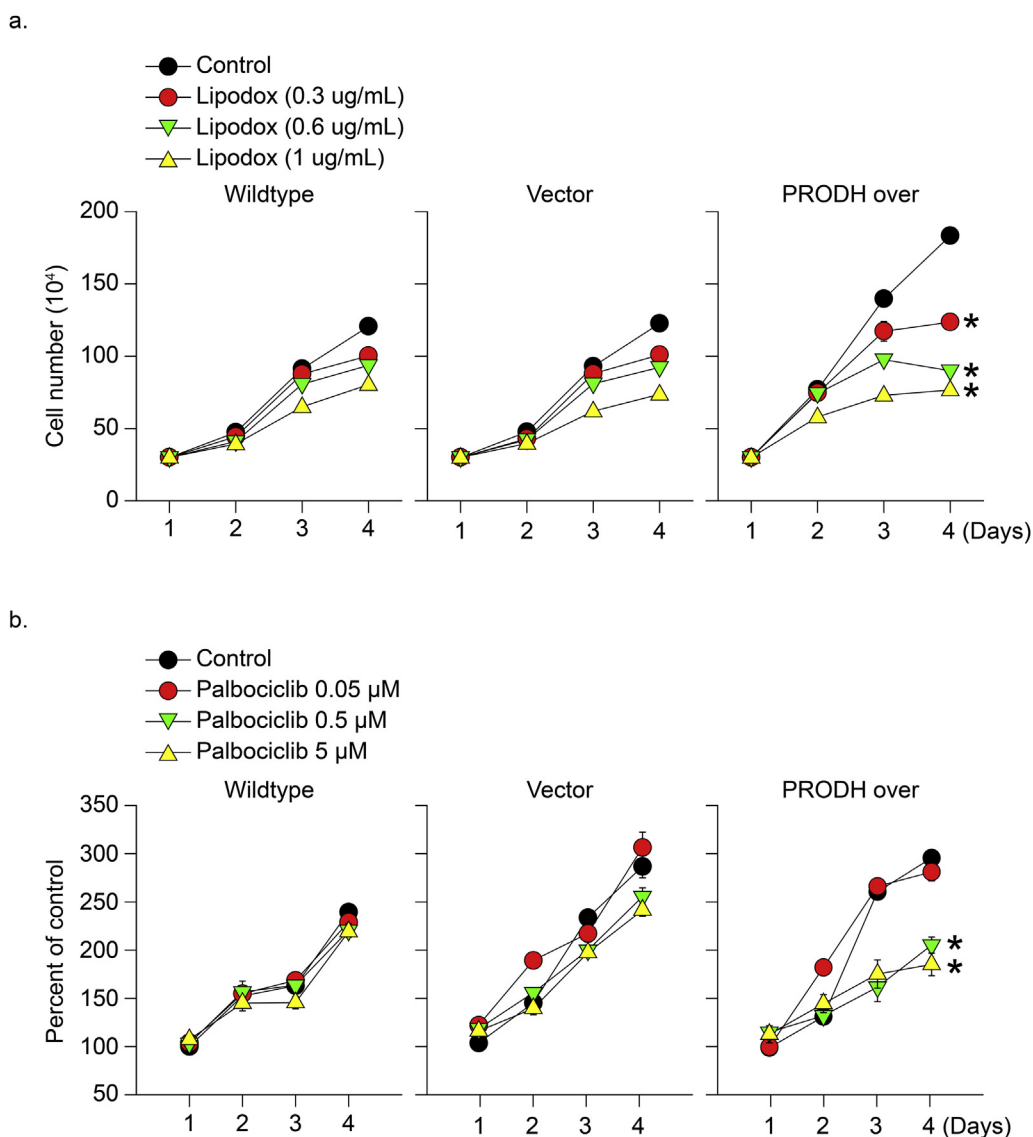 a.
Control
Lipodox (0.3 ug/mL)
Lipodox (0.6 ug/mL)
Lipodox (1 ug/mL)
Wildtype Vector PRODH over
Cell number (10⁴)
200
150
100
50
0
1 2 3 4 1 2 3 4 1 2 3 4 (Days)
*
*
*
b.
Control
Palbociclib 0.05 µM
Palbociclib 0.5 µM
Palbociclib 5 µM
Wildtype Vector PRODH over
Percent of control
350
300
250
200
150
100
50
1 2 3 4 1 2 3 4 1 2 3 4 (Days)
*
*